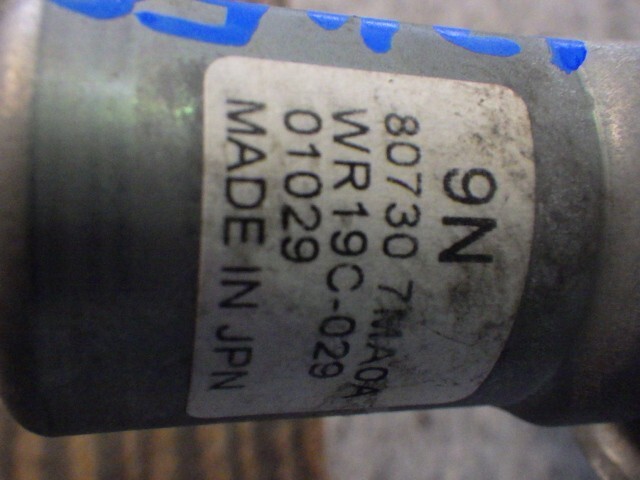 9N
80730 7MA0A
WR19C-029
01029
MADE IN JPN